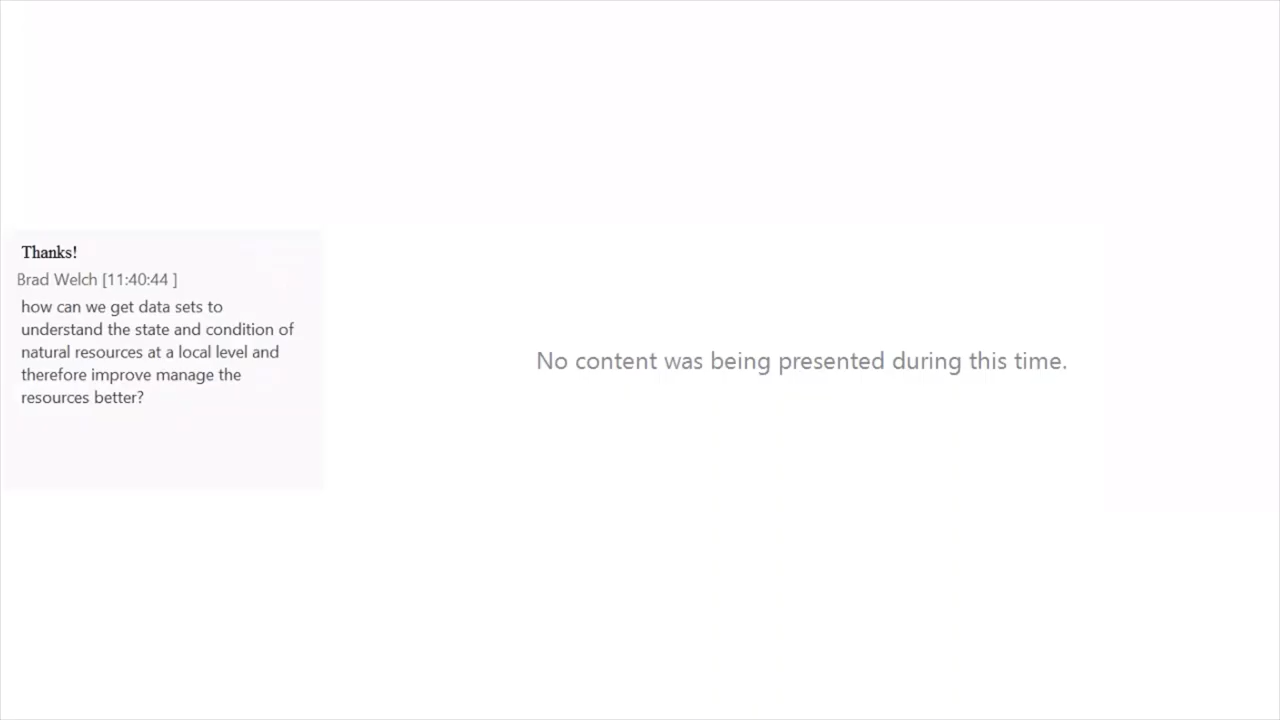 Thanks!
Brad Welch [11:40:44 ]
how can we get data sets to
understand the state and condition of
natural resources at a local level and
therefore improve manage the
resources better?
No content was being presented during this time.